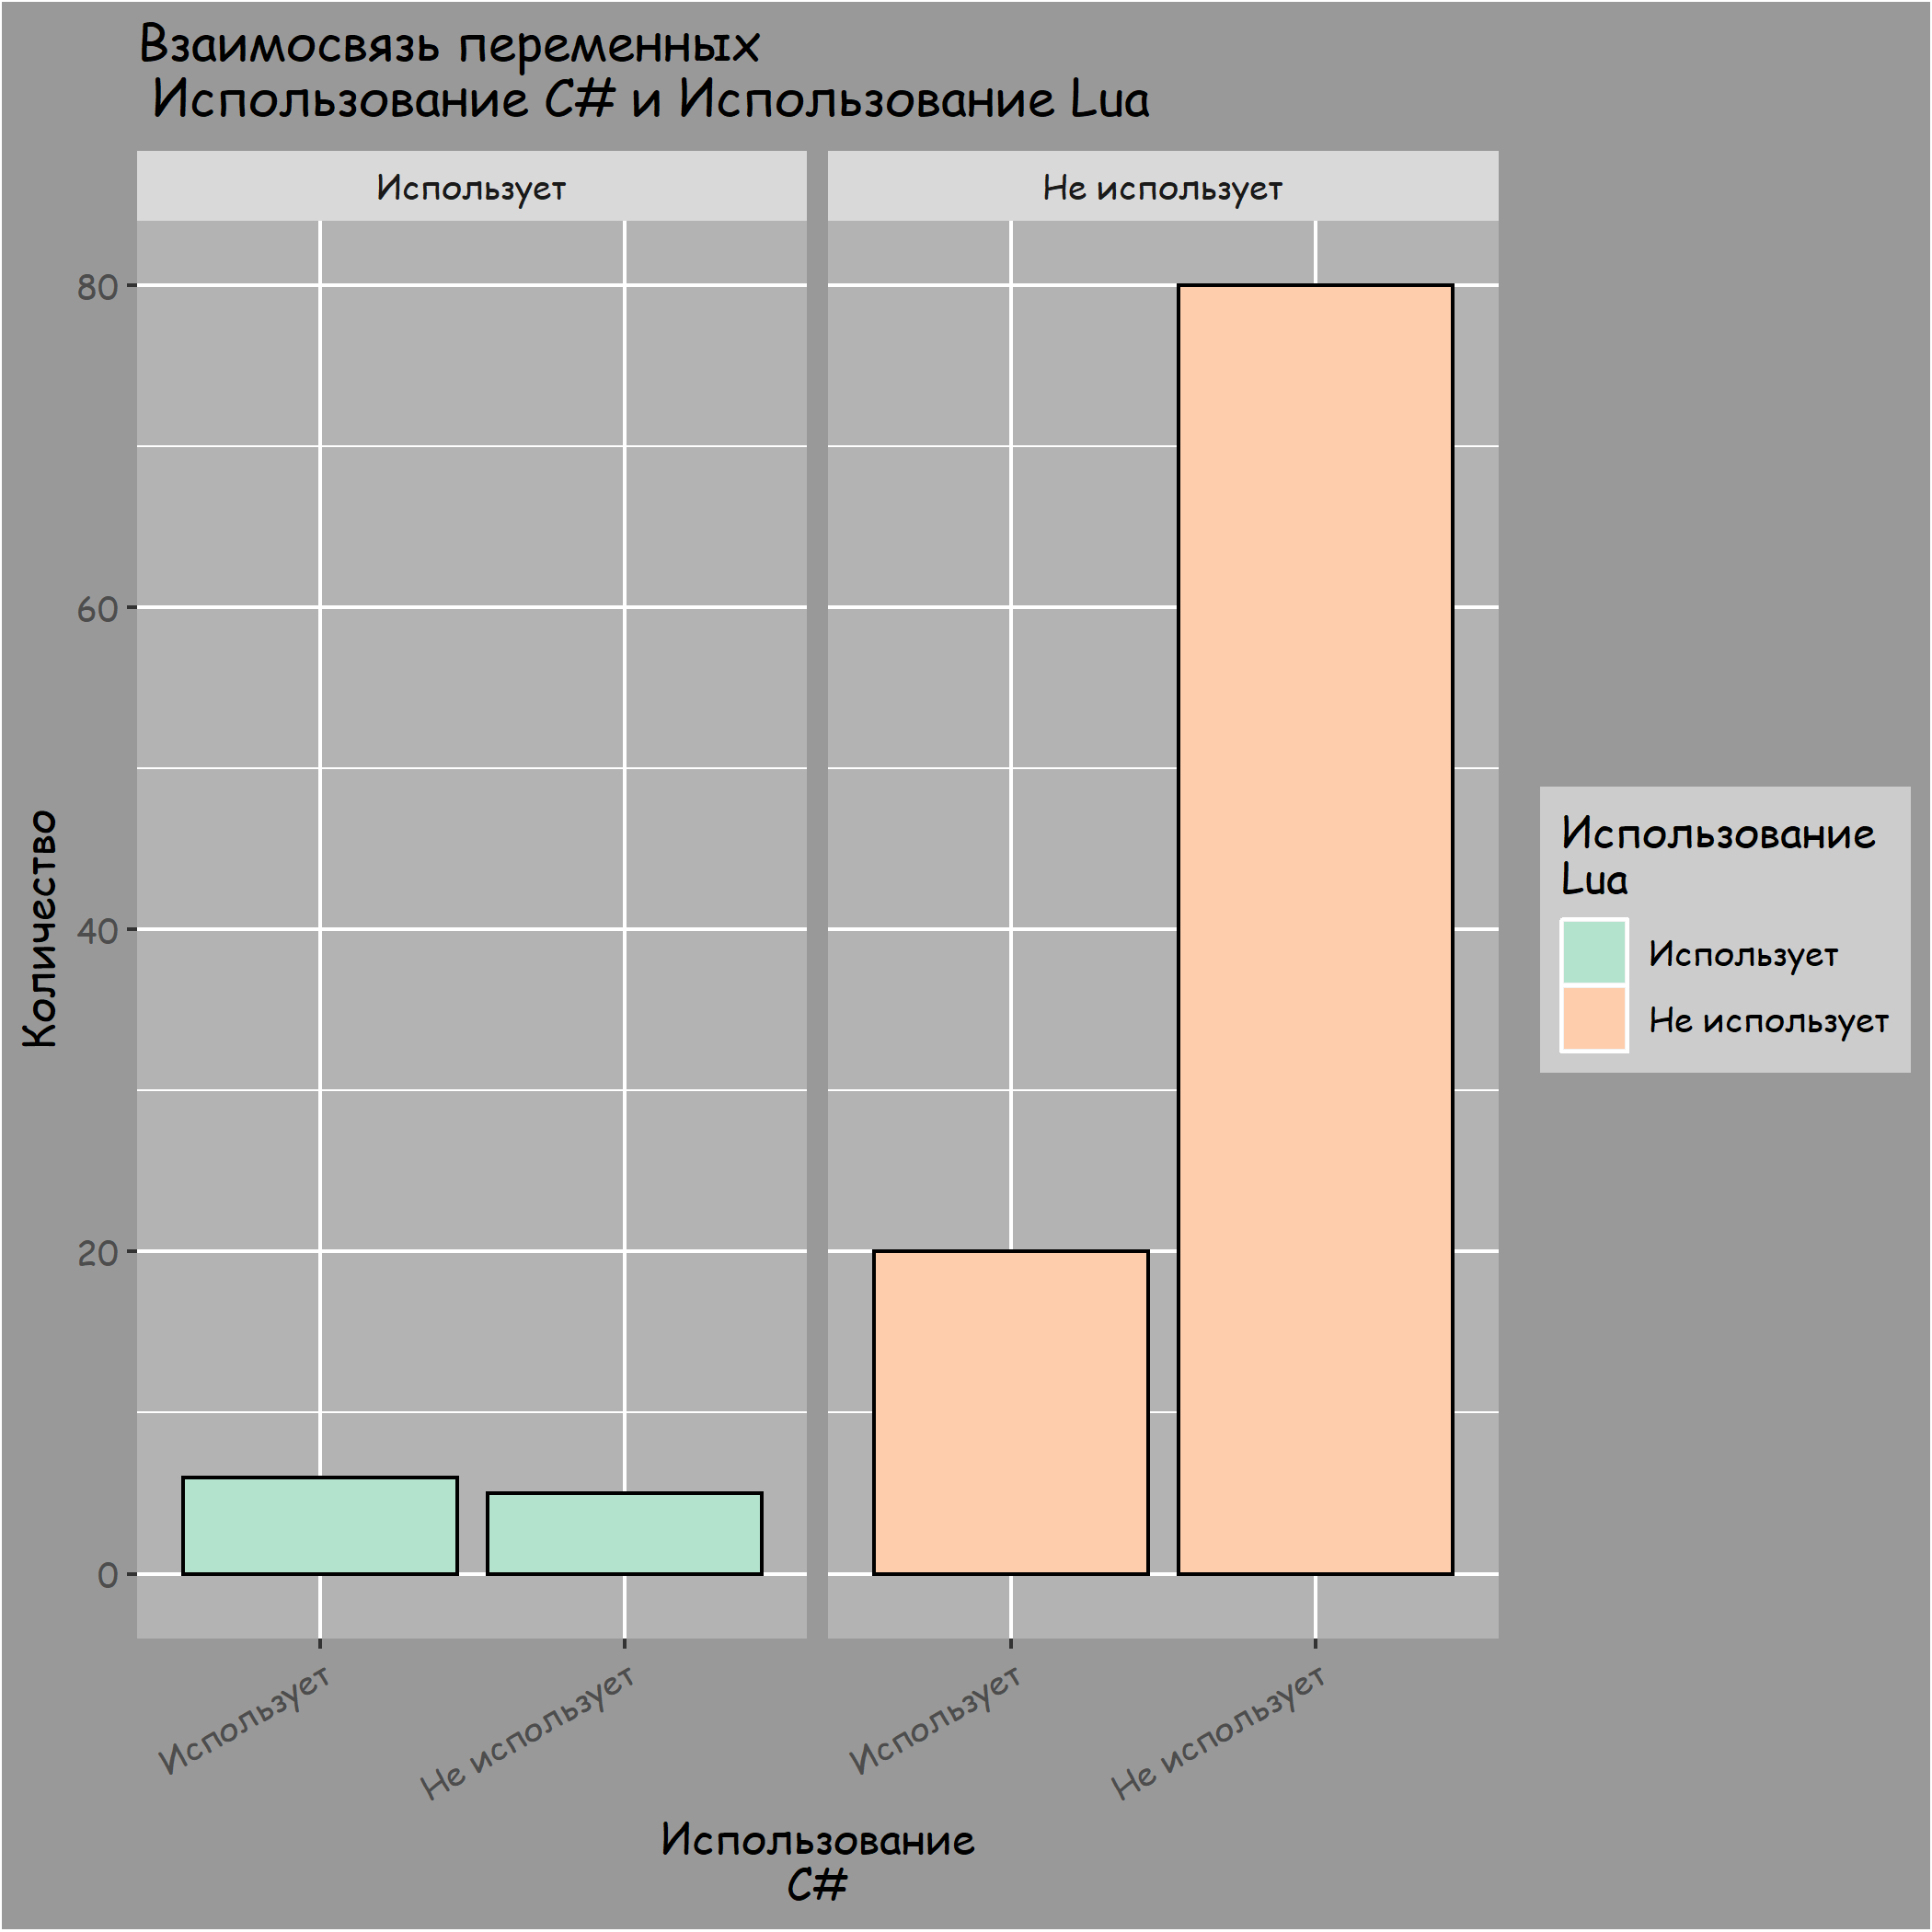 Взаимосвязь переменных
Использование C# и Использование Lua
Использует
Не использует
80
60
40
20
0
Количество
Использует
Не использует
Использует
Не использует
Использование
C#
Использование
Lua
Использует
Не использует